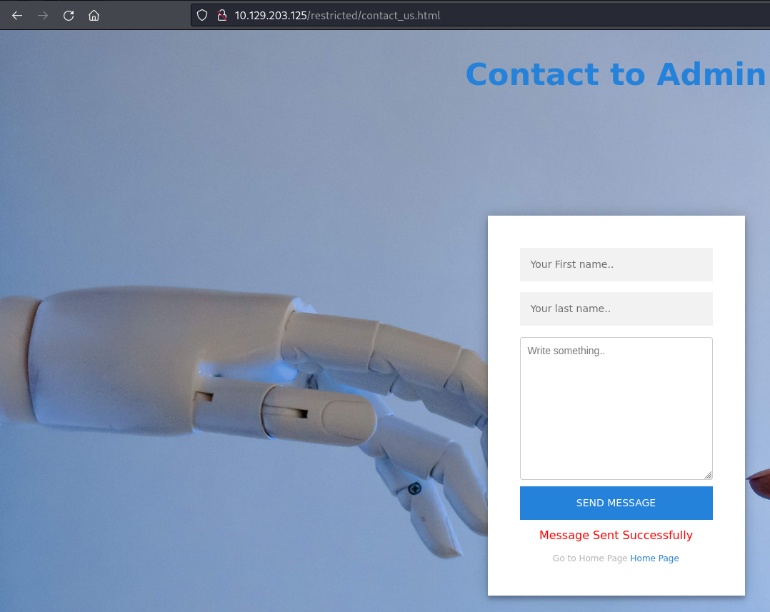 10.129.203.125/restricted/contact_us.html
Contact to Admin
Your First name..
Your last name..
Write something..
SEND MESSAGE
Message Sent Successfully
Go to Home Page Home Page